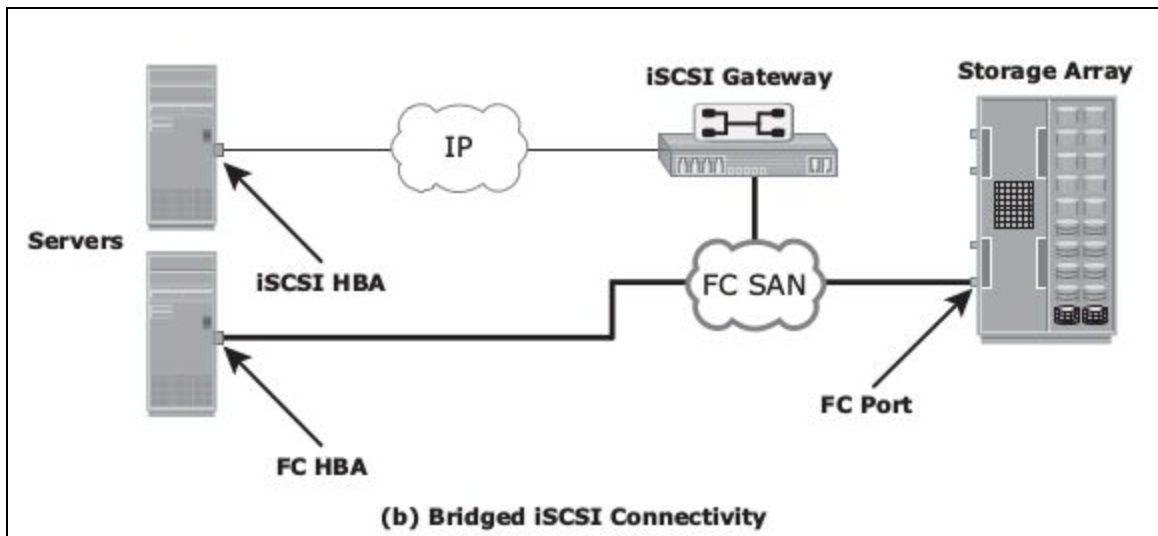 iSCSI Gateway
Storage Array
IP
Servers
iSCSI HBA
FC SAN
FC Port
FC HBA
(b) Bridged iSCSI Connectivity